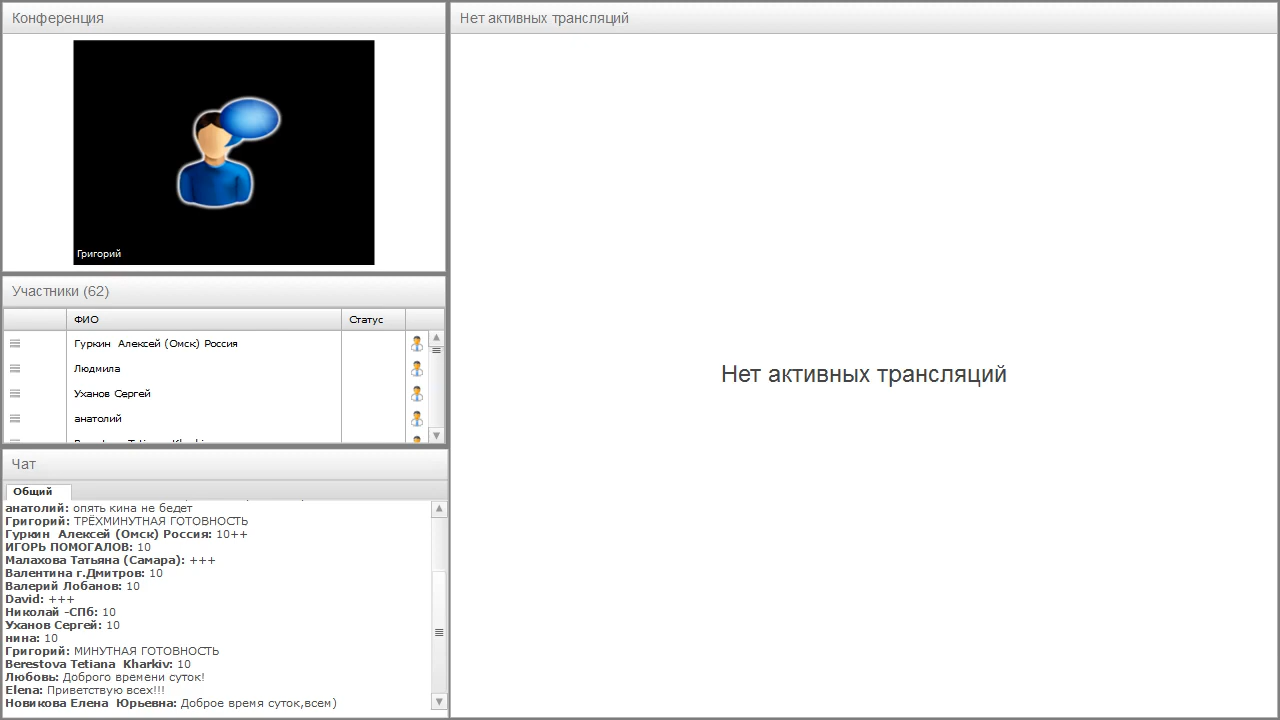 Конференция
Нет активных трансляций
Григорий
Участники (62)
ФИО
Статус
Гуркин Алексей (Омск) Россия
Людмила
Уханов Сергей
анатолий
Нет активных трансляций
Чат
Общий
анатолий: опять кина не бедет
Григорий: ТРЁХМИНУТНАЯ ГОТОВНОСТЬ
Гуркин Алексей (Омск) Россия: 10++
ИГОРЬ ПОМОГАЛОВ: 10
Малахова Татьяна (Самара): +++
Валентина г.Дмитров: 10
Валерий Лобанов: 10
David: +++
Николай -СПб: 10
Уханов Сергей: 10
нина: 10
Григорий: МИНУТНАЯ ГОТОВНОСТЬ
Berestova Tetiana Kharkiv: 10
Любовь: Доброго времени суток!
Elena: Приветствую всех!!!
Новикова Елена Юрьевна: Доброе время суток,всем)